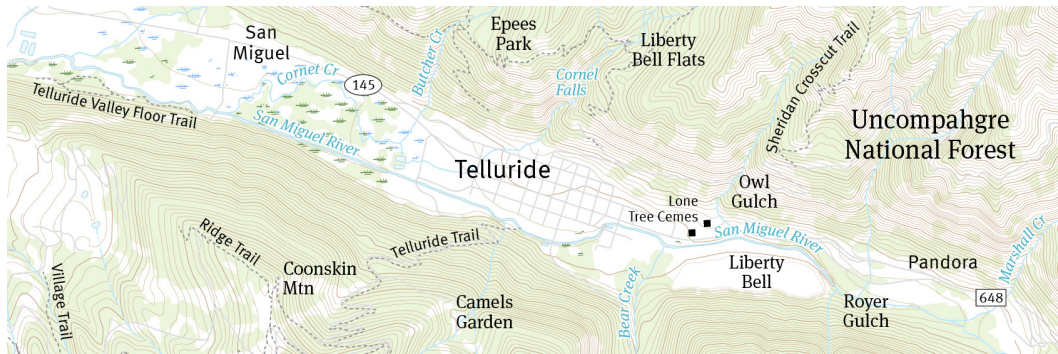 San
Miguel
Epees
Park
Liberty
Bell Flats
Cornet Cr
145
Butcher Cr
Cornel
Falls
Sheridan Crosscut Trail
Telluride Valley Floor Trail
San Miguel River
Uncompahgre
National Forest
Telluride
Owl
Gulch
Lone
Tree Cemes
San Miguel River
Marshall Cr
Ridge Trail
Telluride Trail
Village Trail
Coonskin
Mtn
Camels
Garden
Bear Creek
Liberty
Bell
Pandora
648
Royer
Gulch